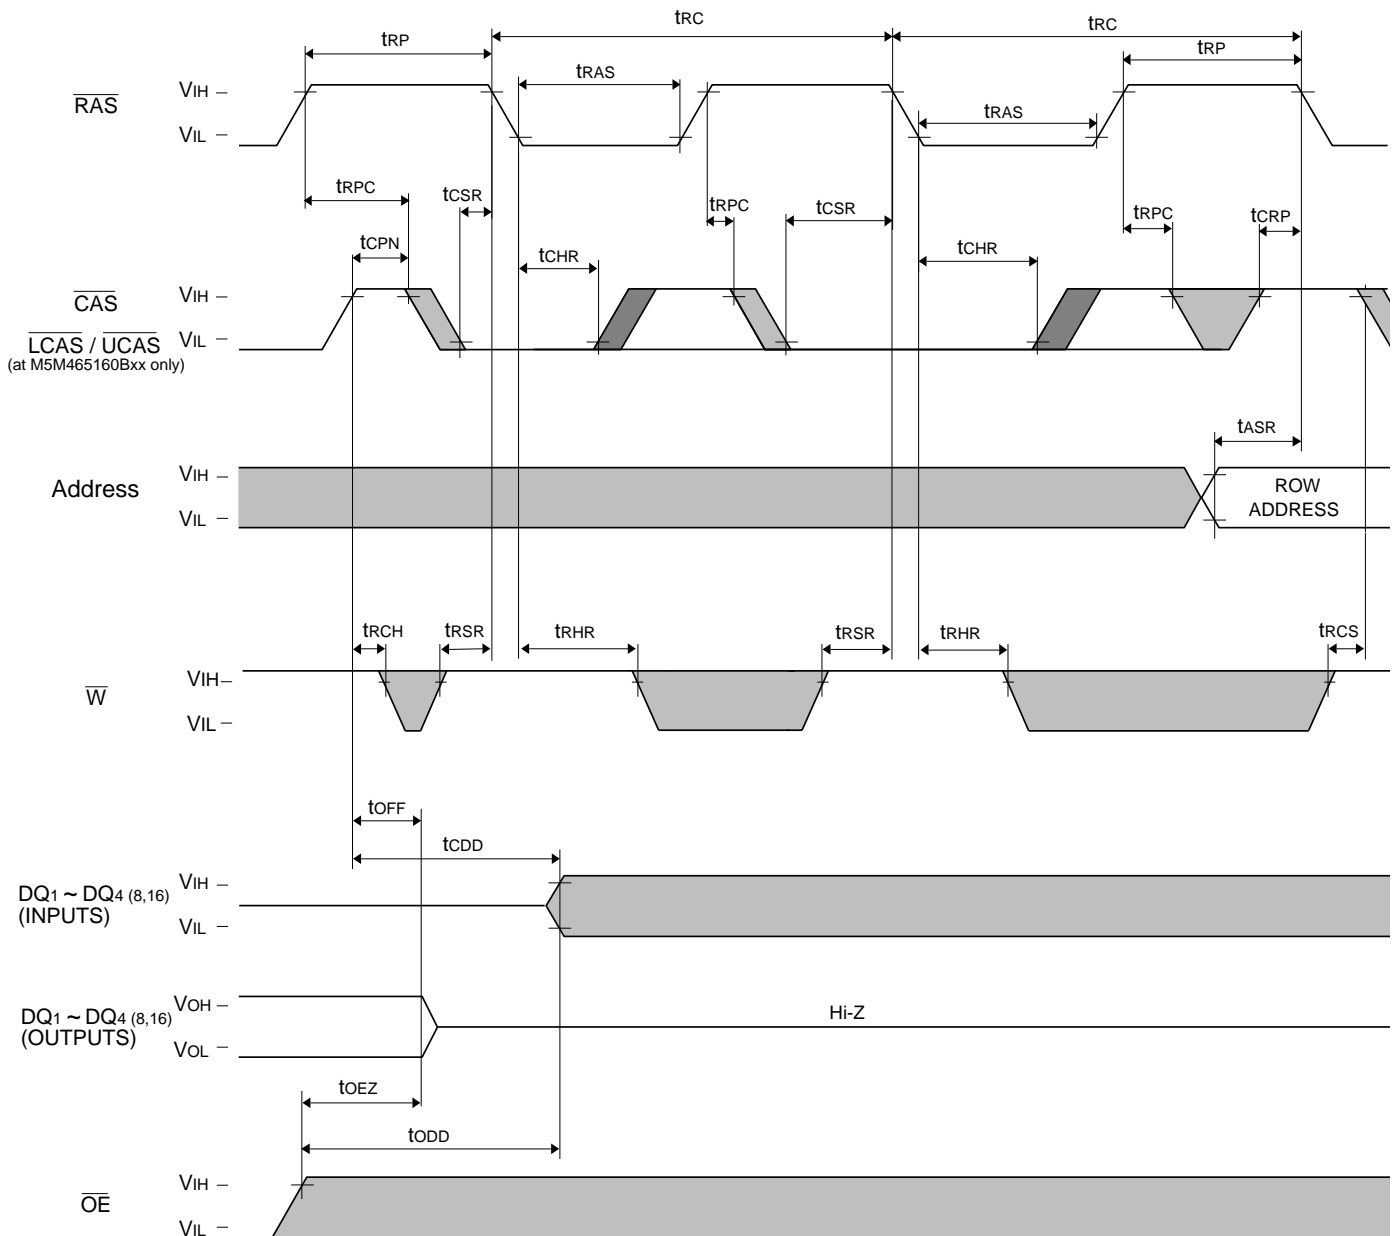 tRC
tRC
tRP
tRP
tRAS
tRAS
RAS
VIH
VIL
tRPC
tCSR
tRPC
tCSR
tRPC
tCRP
tCPN
tCHR
tCHR
CAS
VIH
LCAS / UCAS
VIL
(at M5M465160Bxx only)
tASR
Address
VIH
VIL
ROW
ADDRESS
tRCH
tRSR
tRHR
tRSR
tRHR
tRCS
W
VIH
VIL
tOFF
tCDD
DQ1 ~ DQ4 (8,16)
(INPUTS)
VIH
VIL
DQ1 ~ DQ4 (8,16)
(OUTPUTS)
VOH
VOL
Hi-Z
tOEZ
tODD
OE
VIH
VIL